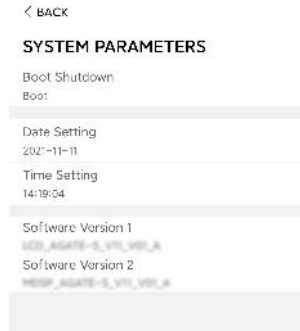 < BACK
SYSTEM PARAMETERS
Boot Shutdown
Boot
Date Setting
2021-11-11
Time Setting
14:19:04
Software Version 1
LCD_AGATE-S_V11_V01_A
Software Version 2
MDSP_AGATE-S_V11_V01_A